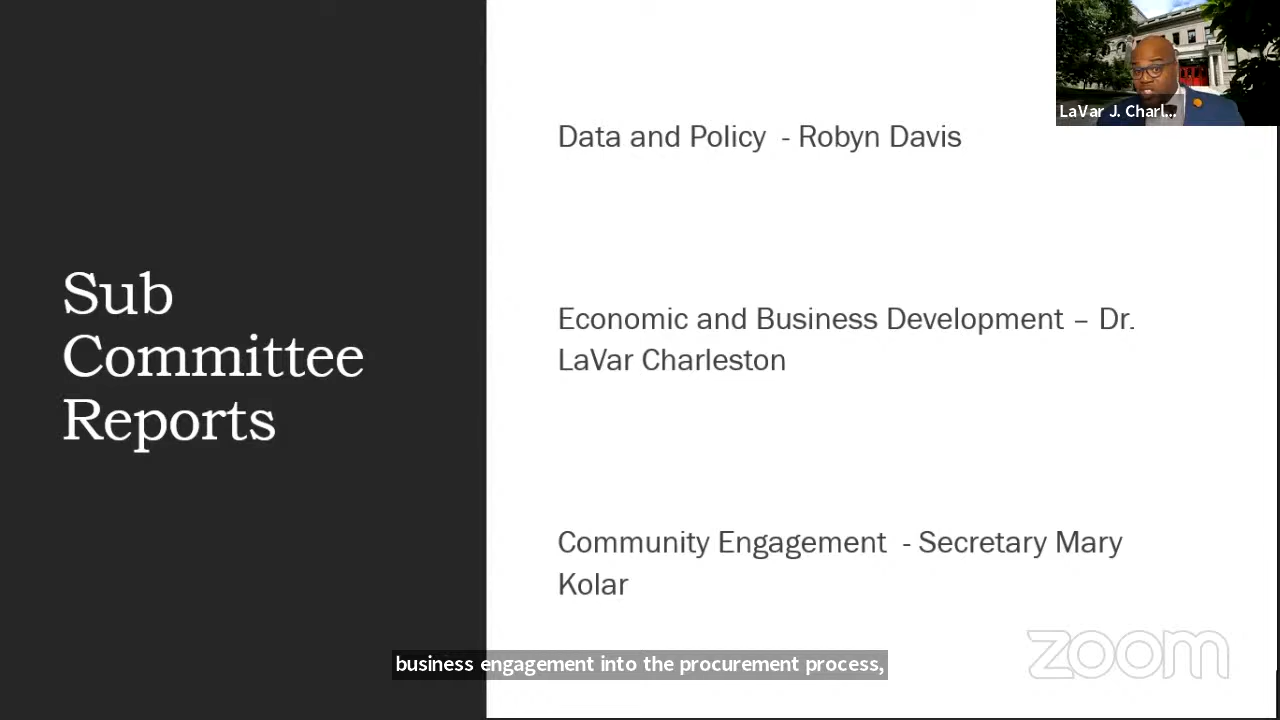 LaVar J. Charl...
Data and Policy - Robyn Davis
Sub
Committee
Reports
Economic and Business Development – Dr.
LaVar Charleston
Community Engagement - Secretary Mary
Kolar
business engagement into the procurement process,
zoom